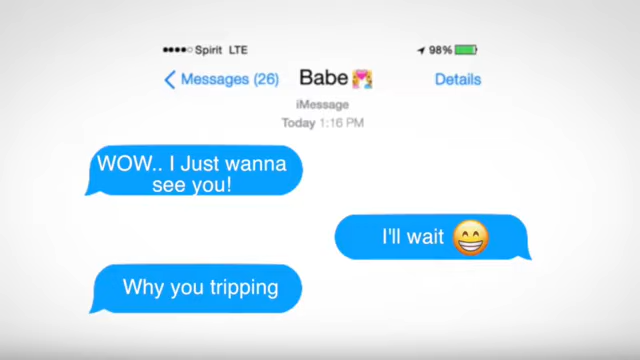 Spirit LTE
98%
Messages (26)
Babe
Details
iMessage
Today 1:16 PM
WOW.. I Just wanna
see you!
I'll wait 😁
Why you tripping